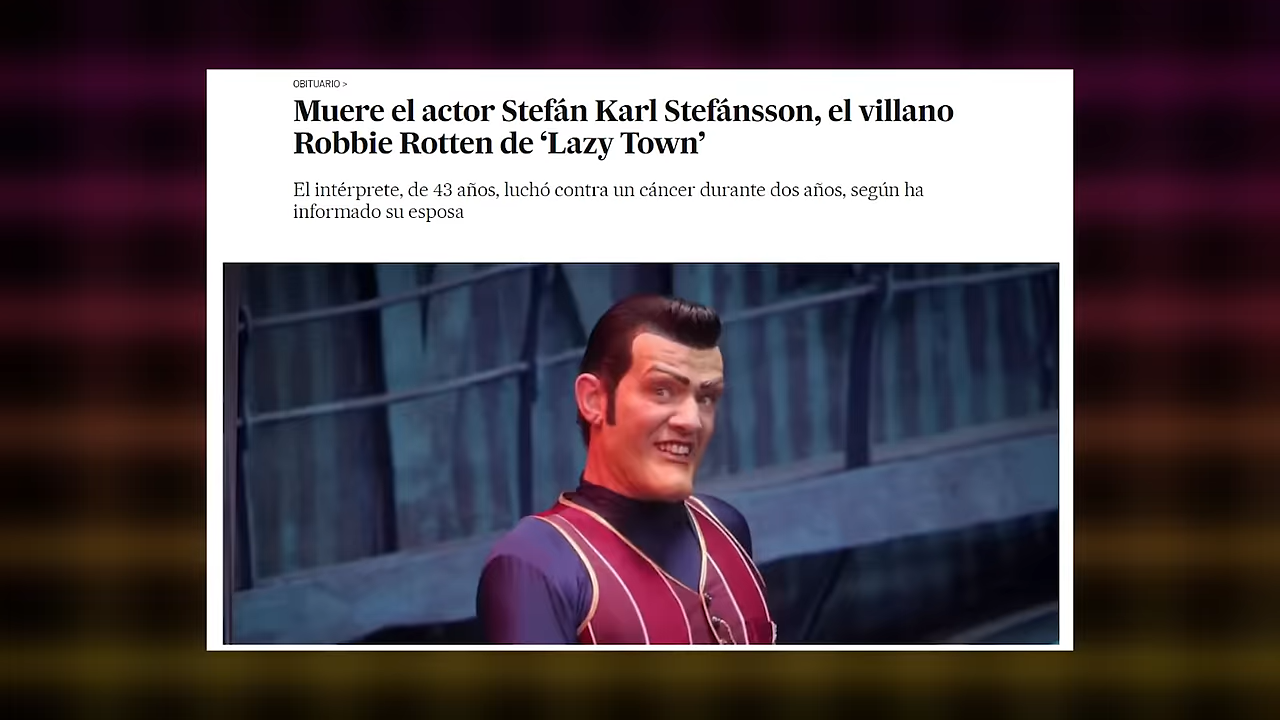 OBITUARIO >
Muere el actor Stefán Karl Stefánsson, el villano
Robbie Rotten de ‘Lazy Town’
El intérprete, de 43 años, luchó contra un cáncer durante dos años, según ha
informado su esposa